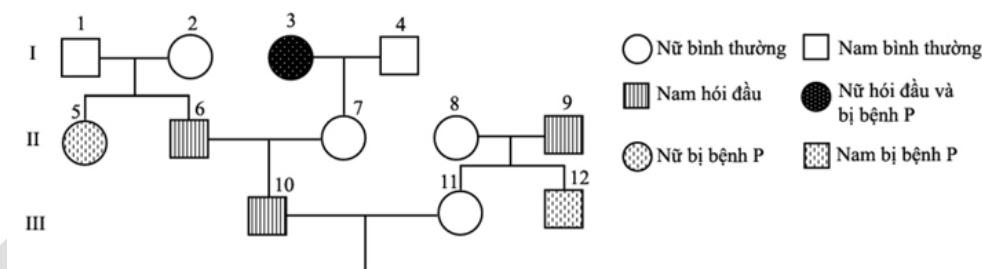 1 2 3 4
I
5 6 7 8 9
II
10 11 12
III
Nữ bình thường
Nam bình thường
Nam hói đầu
Nữ hói đầu và
bị bệnh P
Nữ bị bệnh P
Nam bị bệnh P